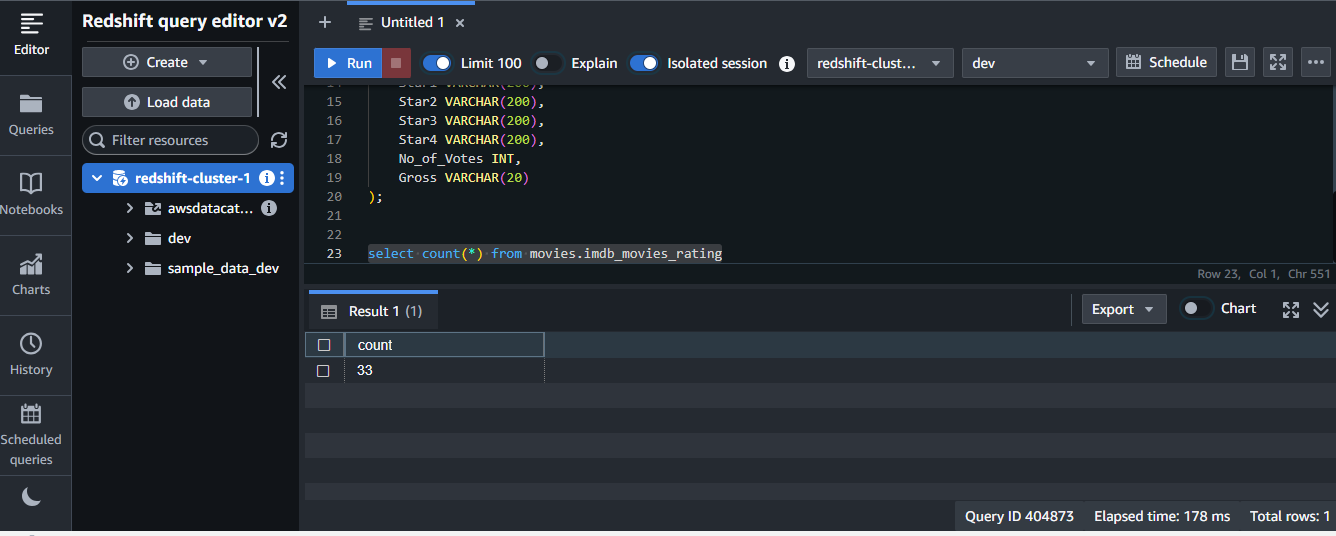 Redshift query editor v2
Editor
Queries
Notebooks
Charts
History
Scheduled
queries
Create
Load data
Filter resources
redshift-cluster-1
awsdatacat...
dev
sample_data_dev
Untitled 1
Run
Limit 100
Explain
Isolated session
redshift-clust...
dev
Schedule
14 Star1 VARCHAR(200),
15 Star2 VARCHAR(200),
16 Star3 VARCHAR(200),
17 Star4 VARCHAR(200),
18 No_of_Votes INT,
19 Gross VARCHAR(20)
20 );
21
22
23 select count(*) from movies.imdb_movies_rating
Row 23, Col 1, Chr 551
Result 1 (1)
Export
Chart
count
33
Query ID 404873 Elapsed time: 178 ms Total rows: 1